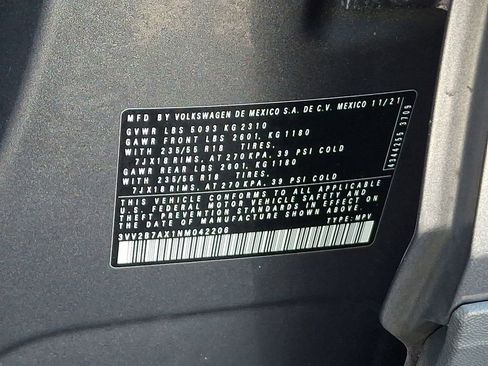 MFD BY VOLKSWAGEN DE MEXICO S.A. DE C.V. MEXICO 11/21
GVWR LBS 5093 KG 2310
GAWR FRONT LBS 2601, KG 1180
WITH 235/55 R18 TIRES.
7JX18 RIMS, AT 270 KPA, 39 PSI COLD
GAWR REAR LBS 2601, KG 1180
WITH 235/55 R18 TIRES.
7JX18 RIMS, AT 270 KPA, 39 PSI COLD
THIS VEHICLE CONFORMS TO ALL APPLICABLE
U.S. FEDERAL MOTOR VEHICLE SAFETY AND
THEFT PREVENTION STANDARDS IN EFFECT ON
THE DATE OF MANUFACTURE SHOWN ABOVE
3VV2B7AX1NM042206 TYPE: MPV
4344255 3709